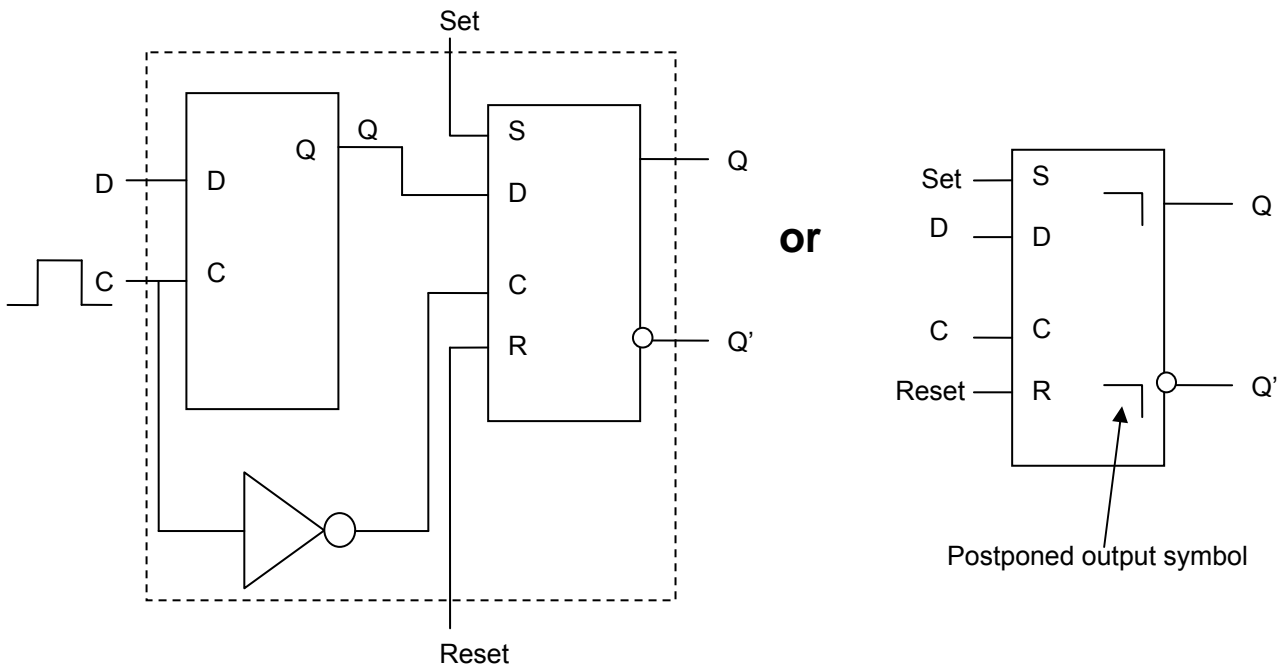 Set
Q
Q
S
D
D
D
Q
C
C
C
R
Q’
Reset
or
Set
S
D
D
Q
C
C
Reset
R
Q’
Postponed output symbol